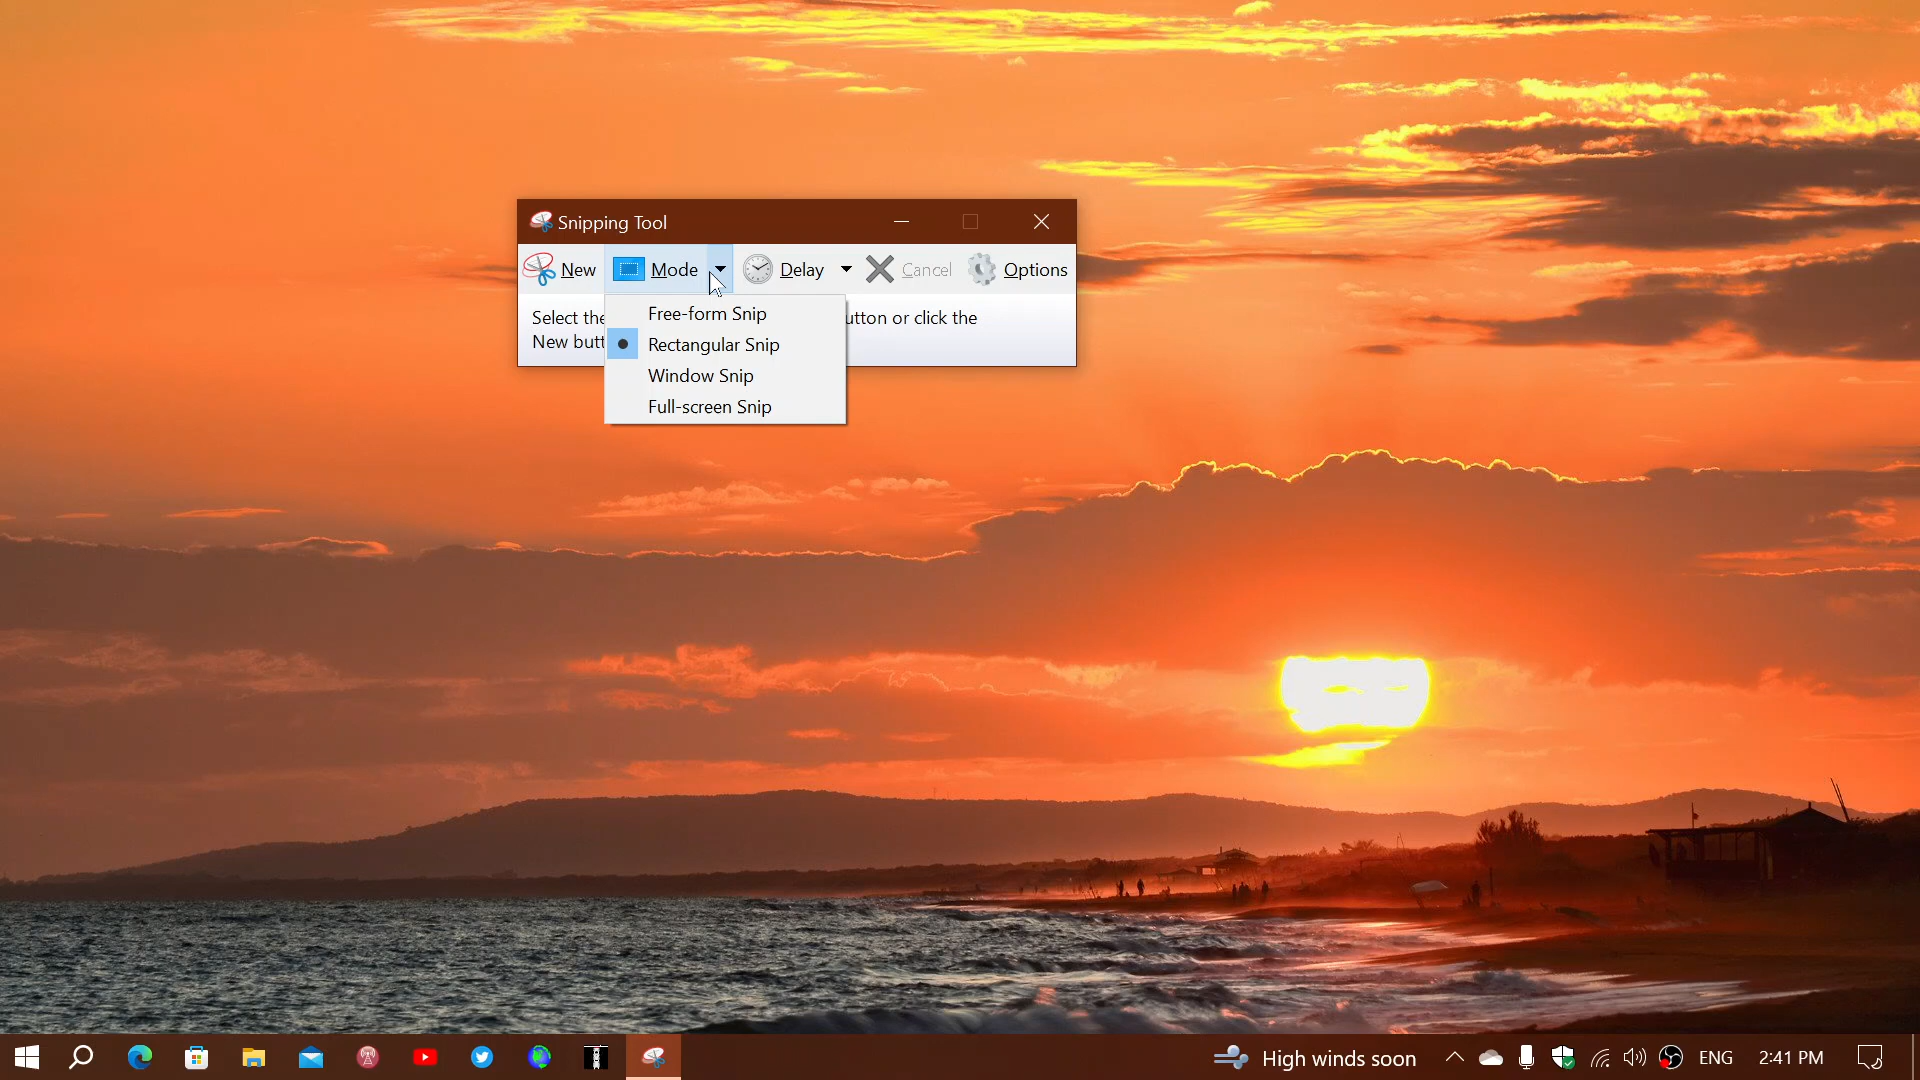 Snipping Tool
New Mode Delay Cancel Options
Free-form Snip
Select the utton or click the
Rectangular Snip
New butt
Window Snip
Full-screen Snip
High winds soon ENG 2:41 PM